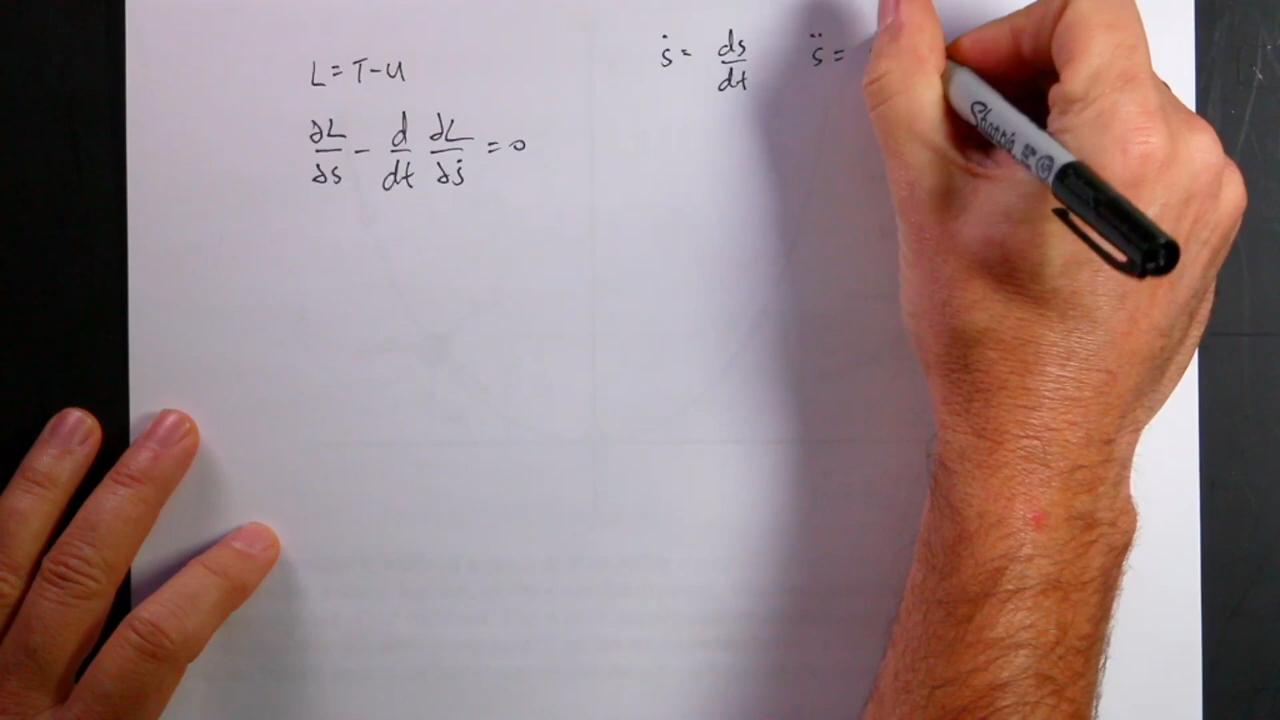 L = T - U
∂L/∂s - d/dt ∂L/∂ṡ = 0
ṡ = ds/dt   s̈ =
Sharpie